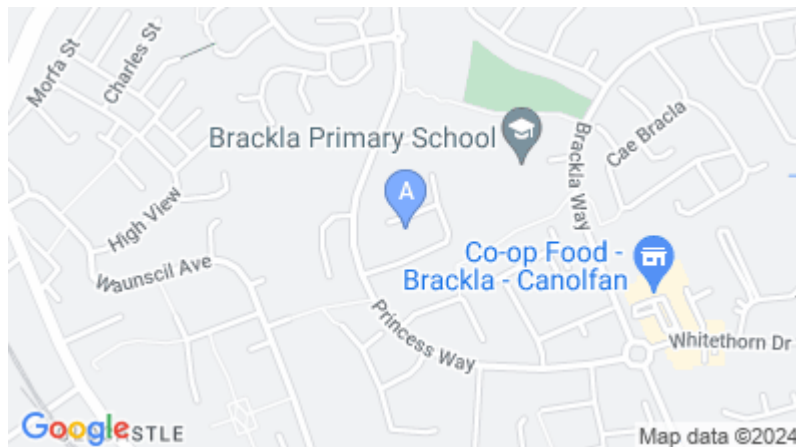 Morfa St
Charles St
Brackla Primary School
Cae Bracla
Brackla Way
A
High View
Waunscil Ave
Co-op Food -
Brackla - Canolfan
Princess Way
Whitethorn Dr
Google
STLE
Map data ©2024